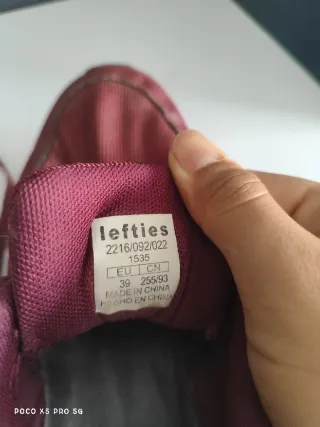 lefties
2216/092/022
1535
EU | CN
39 255/93
MADE IN CHINA
HECHO EN CHINA
POCO X5 PRO 5G